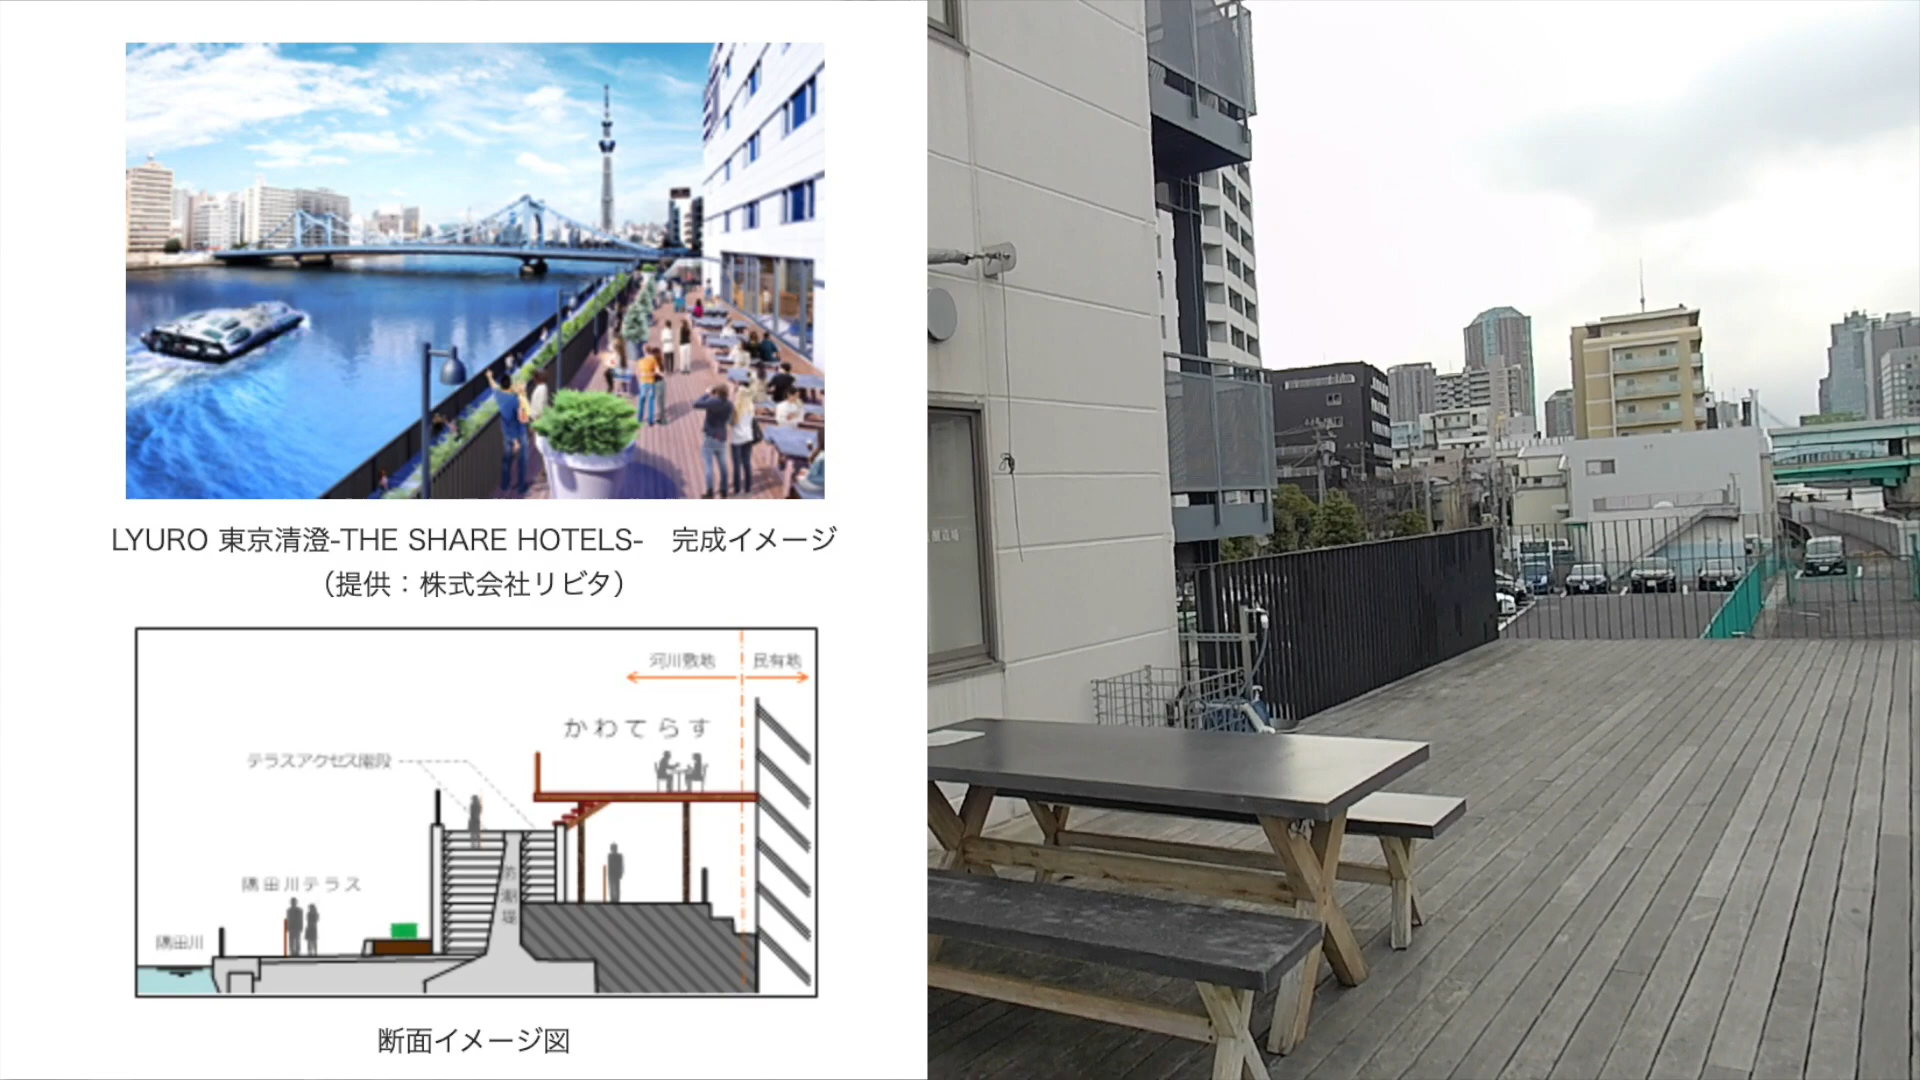 LYURO 東京清澄-THE SHARE HOTELS-　完成イメージ
（提供：株式会社リビタ）
河川敷地
民有地
かわてらす
テラスアクセス階段
防潮堤
隅田川テラス
隅田川
断面イメージ図